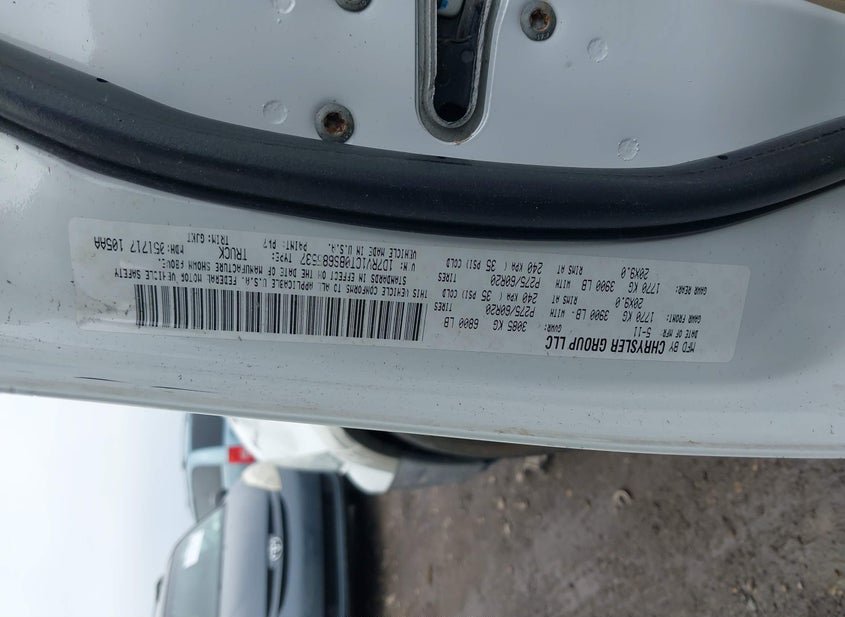 MFD BY CHRYSLER GROUP LLC
DATE OF MFR: 5-11 GVWR: 3085 KG 6800 LB
GAWR FRONT: 1770 KG 3900 LB. WITH P275/60R20 TIRES
20X9.0 RIMS AT 240 KPA ( 35 PSI) COLD
GAWR REAR: 1770 KG 3900 LB WITH P275/60R20 TIRES
20X9.0 RIMS AT 240 KPA ( 35 PSI) COLD
THIS VEHICLE CONFORMS TO ALL APPLICABLE U.S.A. FEDERAL MOTOR VEHICLE SAFETY
STANDARDS IN EFFECT ON THE DATE OF MANUFACTURE SHOWN ABOVE.
TYPE: TRUCK
MDH: 051717 105AA
VEHICLE MADE IN U.S.A. PAINT: PW7 TRIM: GJKT